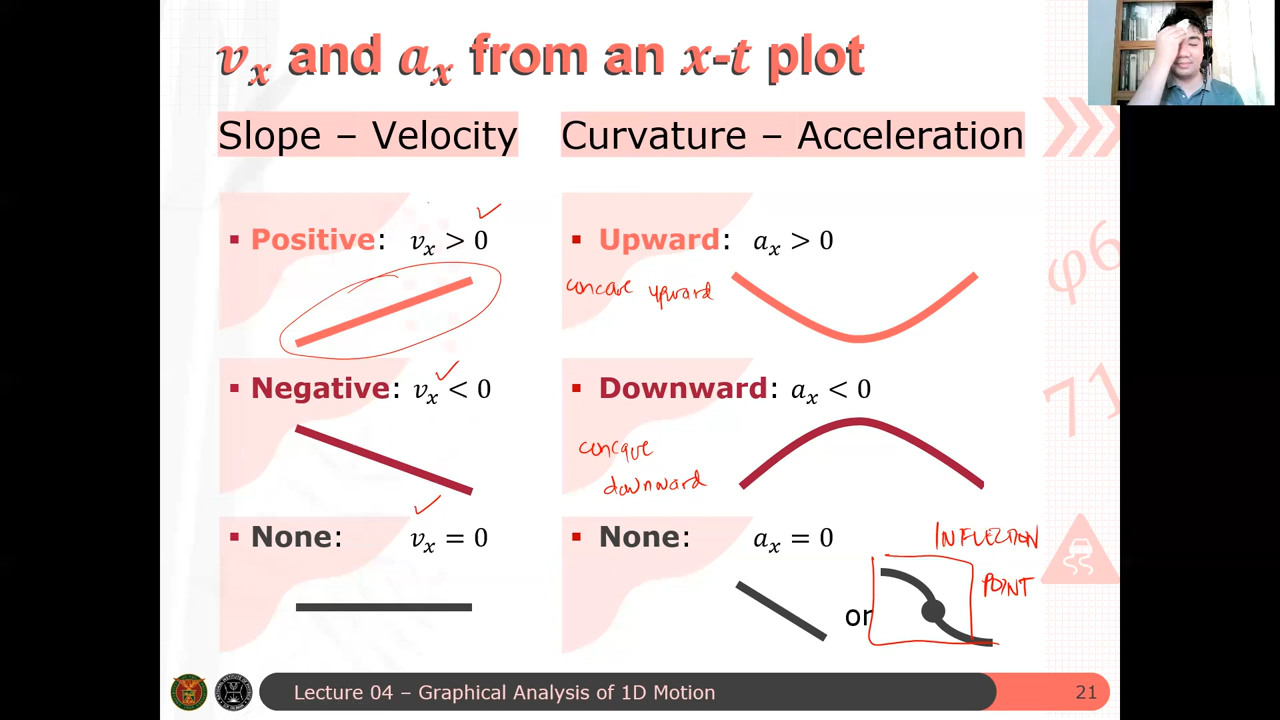 vₓ and aₓ from an x-t plot
Slope – Velocity
▪ Positive: vₓ > 0
▪ Negative: vₓ < 0
▪ None: vₓ = 0
Curvature – Acceleration
▪ Upward: aₓ > 0
concave upward
▪ Downward: aₓ < 0
concave
downward
▪ None: aₓ = 0
or
INFLECTION
POINT
φ6
71
Lecture 04 – Graphical Analysis of 1D Motion
21